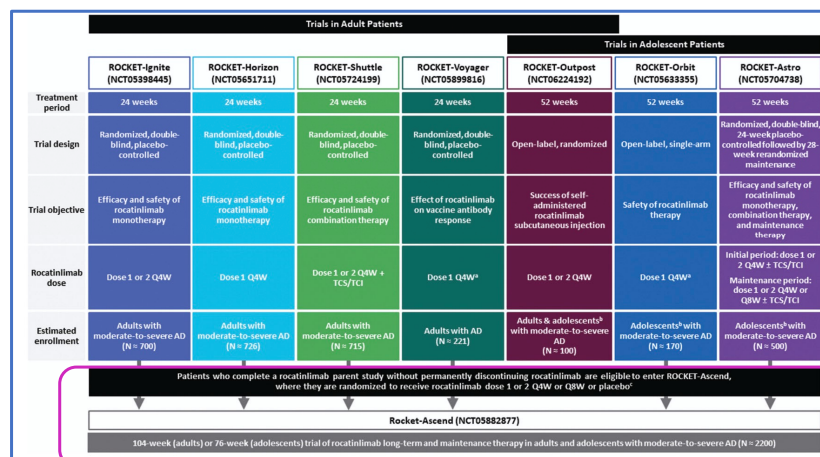 Trials in Adult Patients
Trials in Adolescent Patients
ROCKET-Ignite
(NCT05398445)
ROCKET-Horizon
(NCT05651711)
ROCKET-Shuttle
(NCT05724199)
ROCKET-Voyager
(NCT05899816)
ROCKET-Outpost
(NCT06224192)
ROCKET-Orbit
(NCT05633355)
ROCKET-Astro
(NCT05704738)
Treatment
period
24 weeks
24 weeks
24 weeks
24 weeks
52 weeks
52 weeks
52 weeks
Trial design
Randomized, double-
blind, placebo-
controlled
Randomized, double-
blind, placebo-
controlled
Randomized, double-
blind, placebo-
controlled
Randomized, double-
blind, placebo-
controlled
Open-label, randomized
Open-label, single-arm
Randomized, double-blind,
24-week placebo-
controlled followed by 28-
week rerandomized
maintenance
Trial objective
Efficacy and safety of
rocatinlimab
monotherapy
Efficacy and safety of
rocatinlimab
monotherapy
Efficacy and safety of
rocatinlimab
combination therapy
Effect of rocatinlimab
on vaccine antibody
response
Success of self-
administered
rocatinlimab
subcutaneous injection
Safety of rocatinlimab
therapy
Efficacy and safety of
rocatinlimab
monotherapy,
combination therapy,
and maintenance
therapy
Rocatinlimab
dose
Dose 1 or 2 Q4W
Dose 1 Q4W
Dose 1 or 2 Q4W +
TCS/TCI
Dose 1 Q4Wᵃ
Dose 1 or 2 Q4W
Dose 1 Q4Wᵃ
Initial period: dose 1 or
2 Q4W ± TCS/TCI
Maintenance period:
dose 1 or 2 Q4W or
Q8W ± TCS/TCI
Estimated
enrollment
Adults with
moderate-to-severe AD
(N ≈ 700)
Adults with
moderate-to-severe AD
(N ≈ 726)
Adults with
moderate-to-severe AD
(N ≈ 715)
Adults with AD
(N ≈ 221)
Adults & adolescentsᵇ
with moderate-to-severe
AD
(N ≈ 100)
Adolescentsᵇ with
moderate-to-severe AD
(N ≈ 170)
Adolescentsᵇ with
moderate-to-severe AD
(N ≈ 500)
Patients who complete a rocatinlimab parent study without permanently discontinuing rocatinlimab are eligible to enter ROCKET-Ascend,
where they are randomized to receive rocatinlimab dose 1 or 2 Q4W or Q8W or placeboᶜ
Rocket-Ascend (NCT05882877)
104-week (adults) or 76-week (adolescents) trial of rocatinlimab long-term and maintenance therapy in adults and adolescents with moderate-to-severe AD (N ≈ 2200)